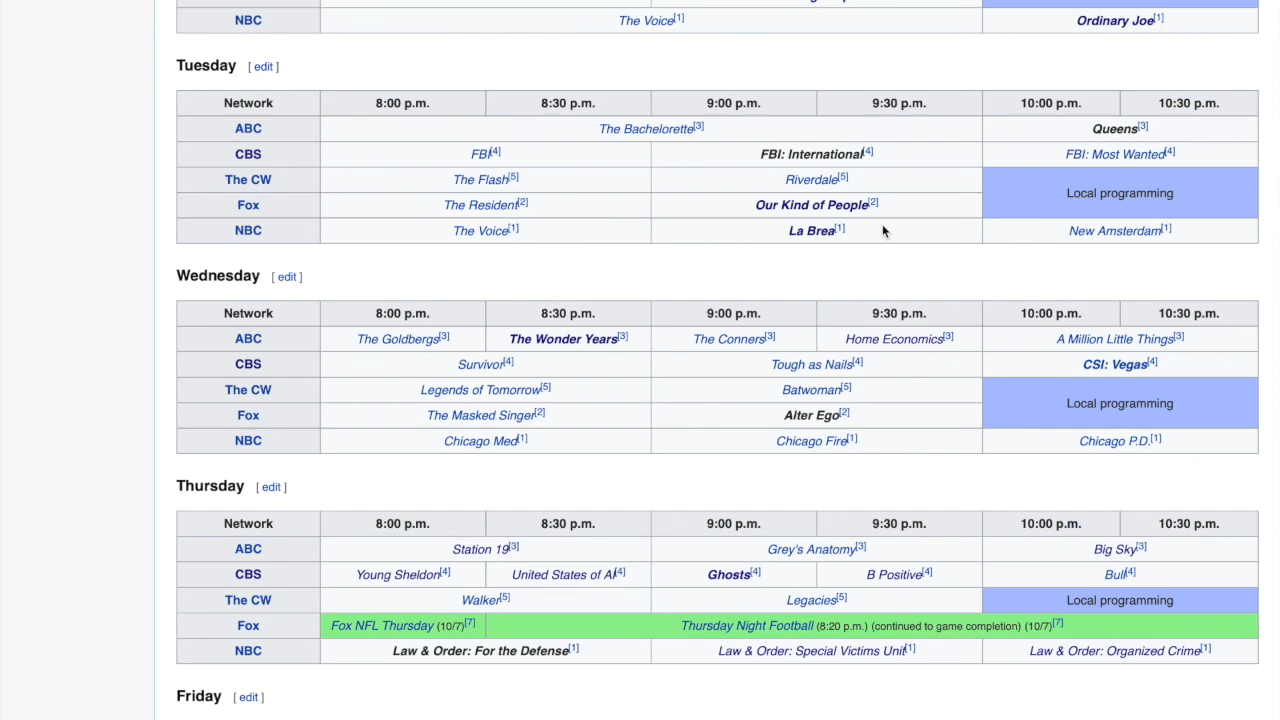 NBC The Voice[1] Ordinary Joe[1]
Tuesday [ edit ]
Network 8:00 p.m. 8:30 p.m. 9:00 p.m. 9:30 p.m. 10:00 p.m. 10:30 p.m.
ABC The Bachelorette[3] Queens[3]
CBS FBI[4] FBI: International[4] FBI: Most Wanted[4]
The CW The Flash[5] Riverdale[5] Local programming
Fox The Resident[2] Our Kind of People[2]
NBC The Voice[1] La Brea[1] New Amsterdam[1]
Wednesday [ edit ]
Network 8:00 p.m. 8:30 p.m. 9:00 p.m. 9:30 p.m. 10:00 p.m. 10:30 p.m.
ABC The Goldbergs[3] The Wonder Years[3] The Conners[3] Home Economics[3] A Million Little Things[3]
CBS Survivor[4] Tough as Nails[4] CSI: Vegas[4]
The CW Legends of Tomorrow[5] Batwoman[5] Local programming
Fox The Masked Singer[2] Alter Ego[2]
NBC Chicago Med[1] Chicago Fire[1] Chicago P.D.[1]
Thursday [ edit ]
Network 8:00 p.m. 8:30 p.m. 9:00 p.m. 9:30 p.m. 10:00 p.m. 10:30 p.m.
ABC Station 19[3] Grey's Anatomy[3] Big Sky[3]
CBS Young Sheldon[4] United States of Al[4] Ghosts[4] B Positive[4] Bull[4]
The CW Walker[5] Legacies[5] Local programming
Fox Fox NFL Thursday (10/7)[7] Thursday Night Football (8:20 p.m.) (continued to game completion) (10/7)[7]
NBC Law & Order: For the Defense[1] Law & Order: Special Victims Unit[1] Law & Order: Organized Crime[1]
Friday [ edit ]